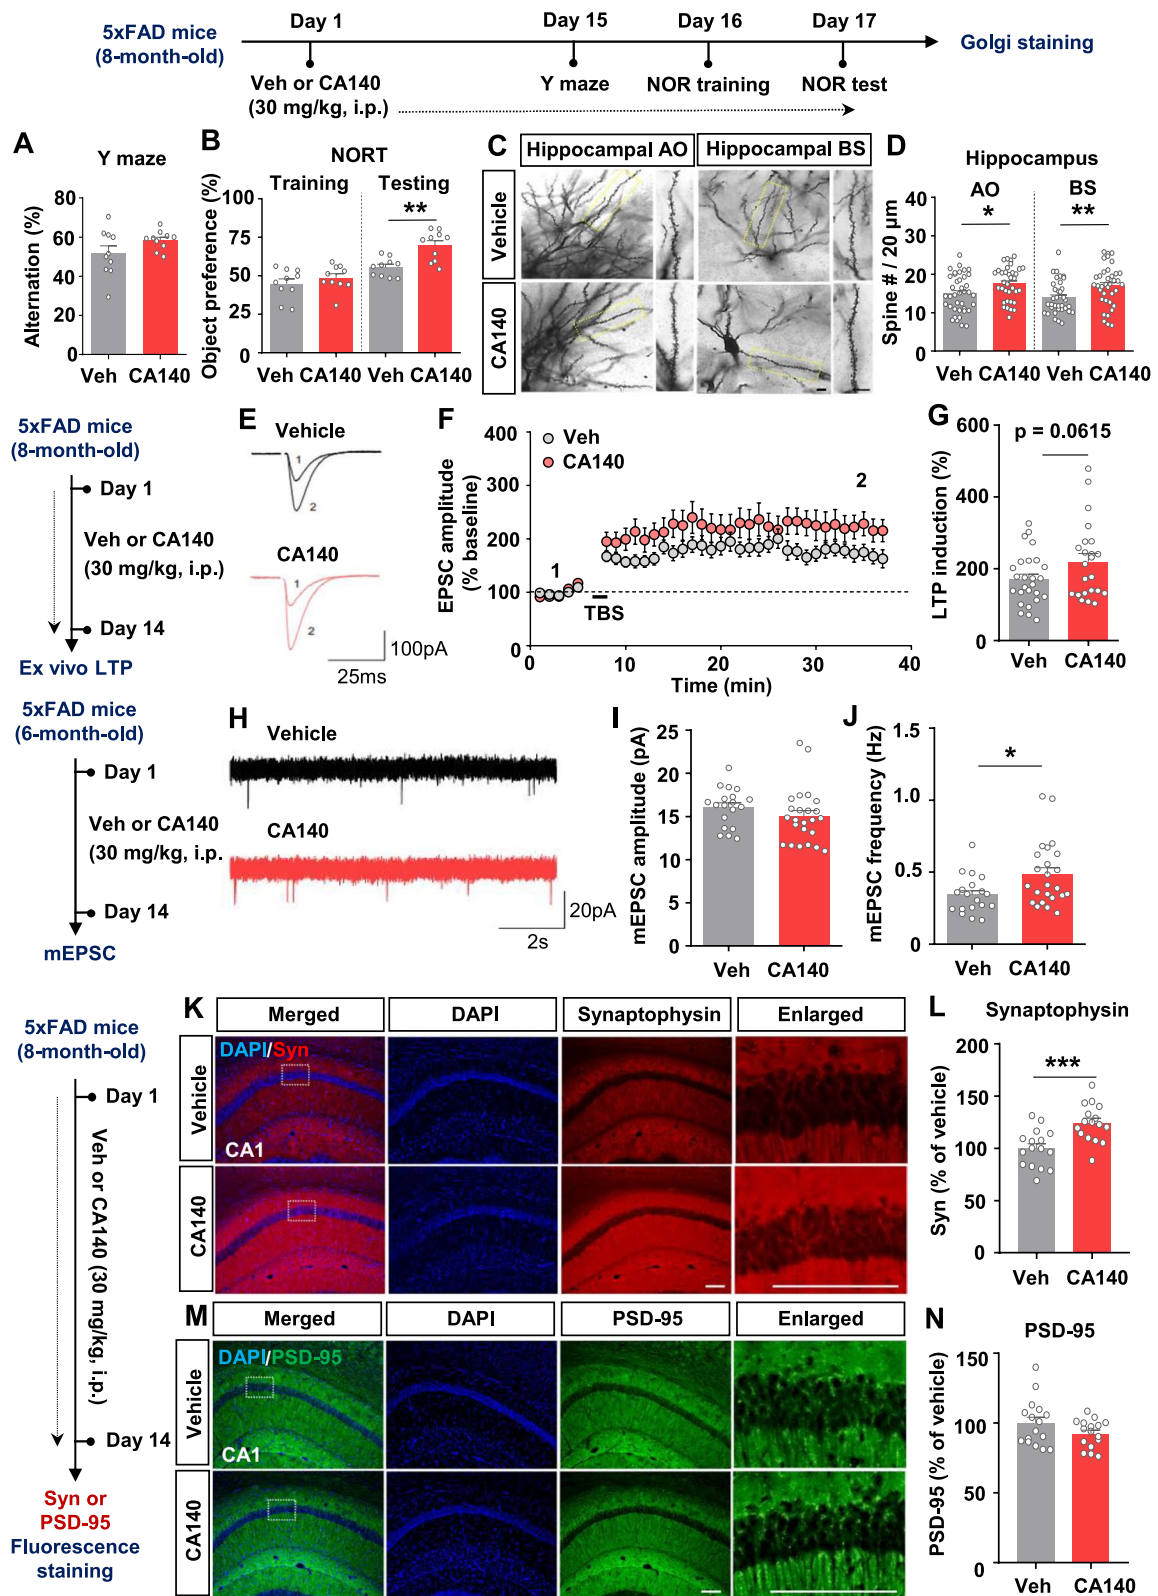 5xFAD mice
(8-month-old)
Day 1
Day 15
Day 16
Day 17
Golgi staining
Veh or CA140
(30 mg/kg, i.p.)
Y maze
NOR training
NOR test
A
Y maze
Alternation (%)
80
60
40
20
0
Veh
CA140
B
NORT
Training
Testing
Object preference (%)
100
75
50
25
0
**
Veh CA140
Veh CA140
C
Hippocampal AO
Hippocampal BS
Vehicle
CA140
D
Hippocampus
AO
BS
*
**
Spine # / 20 µm
40
30
20
10
0
Veh CA140
Veh CA140
5xFAD mice
(8-month-old)
Day 1
Veh or CA140
(30 mg/kg, i.p.)
Day 14
Ex vivo LTP
E
Vehicle
1
2
CA140
1
2
100pA
25ms
F
EPSC amplitude
(% baseline)
400
300
200
100
0
Veh
CA140
1
2
TBS
0
10
20
30
40
Time (min)
G
p = 0.0615
LTP induction (%)
600
400
200
0
Veh
CA140
5xFAD mice
(6-month-old)
Day 1
Veh or CA140
(30 mg/kg, i.p.
Day 14
mEPSC
H
Vehicle
CA140
20pA
2s
I
mEPSC amplitude (pA)
25
20
15
10
5
0
Veh
CA140
J
mEPSC frequency (Hz)
1.5
1.0
0.5
0
*
Veh
CA140
5xFAD mice
(8-month-old)
Day 1
Veh or CA140 (30 mg/kg, i.p.)
Day 14
Syn or
PSD-95
Fluorescence
staining
K
Merged
DAPI
Synaptophysin
Enlarged
Vehicle
DAPI/Syn
CA1
CA140
L
Synaptophysin
***
Syn (% of vehicle)
200
150
100
50
0
Veh
CA140
M
Merged
DAPI
PSD-95
Enlarged
Vehicle
DAPI/PSD-95
CA1
CA140
N
PSD-95
PSD-95 (% of vehicle)
150
100
50
0
Veh
CA140